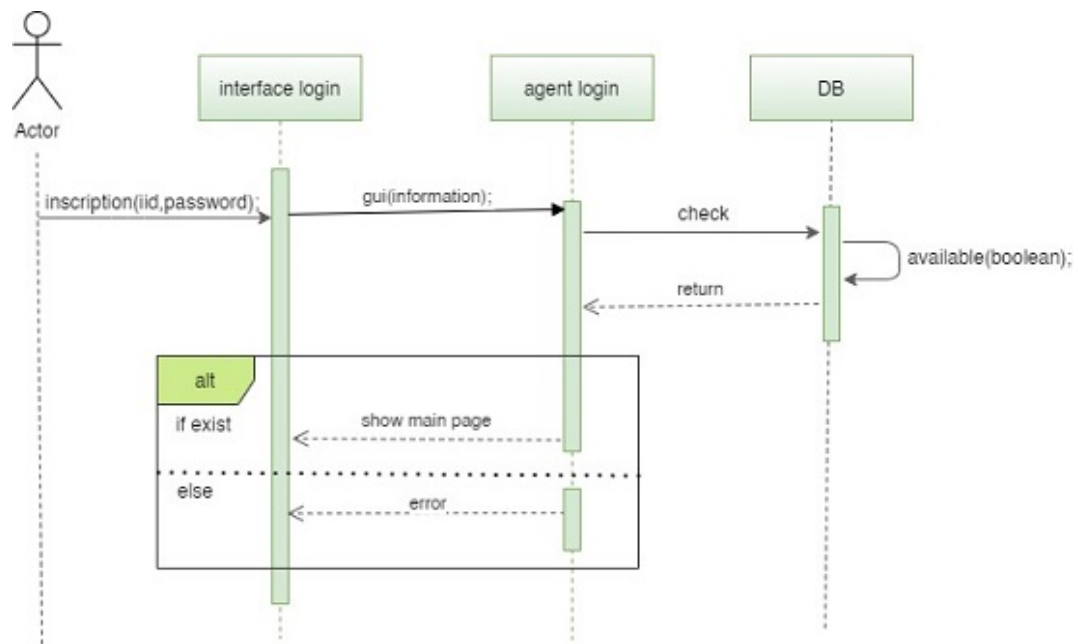 interface login
agent login
DB
Actor
inscription(iid,password);
gui(information);
check
available(boolean);
return
alt
if exist
show main page
else
error